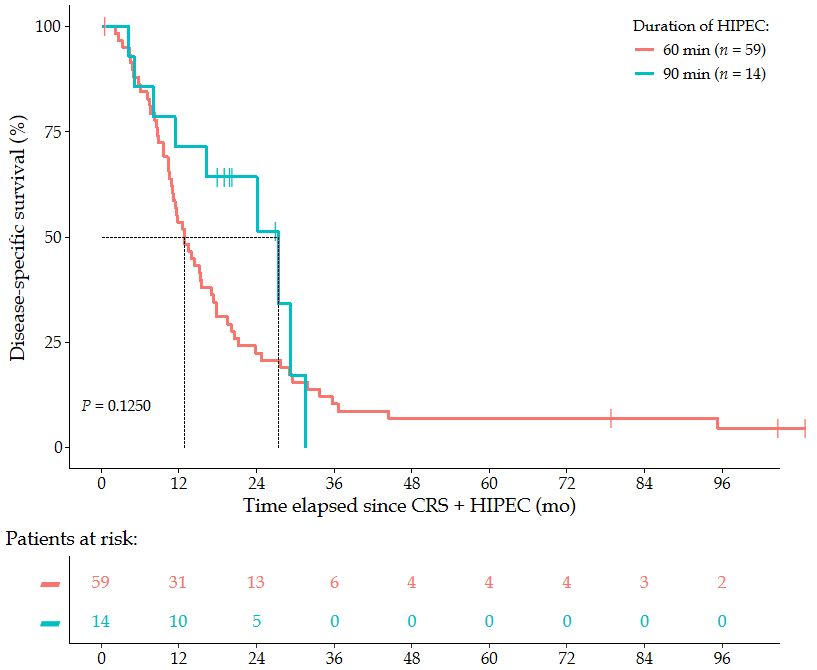 Duration of HIPEC:
60 min (n = 59)
90 min (n = 14)
Disease-specific survival (%)
100
75
50
25
0
P = 0.1250
0 12 24 36 48 60 72 84 96
Time elapsed since CRS + HIPEC (mo)
Patients at risk:
59 31 13 6 4 4 4 3 2
14 10 5 0 0 0 0 0 0
0 12 24 36 48 60 72 84 96